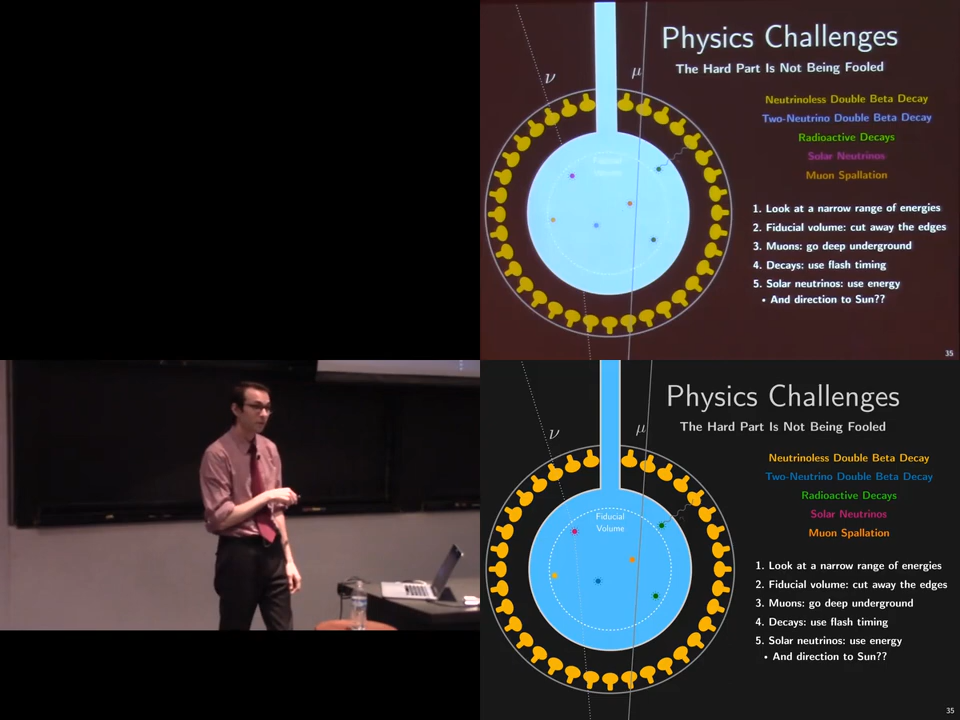 Physics Challenges
The Hard Part Is Not Being Fooled
ν
μ
Fiducial
Volume
Neutrinoless Double Beta Decay
Two-Neutrino Double Beta Decay
Radioactive Decays
Solar Neutrinos
Muon Spallation
1. Look at a narrow range of energies
2. Fiducial volume: cut away the edges
3. Muons: go deep underground
4. Decays: use flash timing
5. Solar neutrinos: use energy
• And direction to Sun??
35
Physics Challenges
The Hard Part Is Not Being Fooled
ν
μ
Fiducial
Volume
Neutrinoless Double Beta Decay
Two-Neutrino Double Beta Decay
Radioactive Decays
Solar Neutrinos
Muon Spallation
1. Look at a narrow range of energies
2. Fiducial volume: cut away the edges
3. Muons: go deep underground
4. Decays: use flash timing
5. Solar neutrinos: use energy
• And direction to Sun??
35